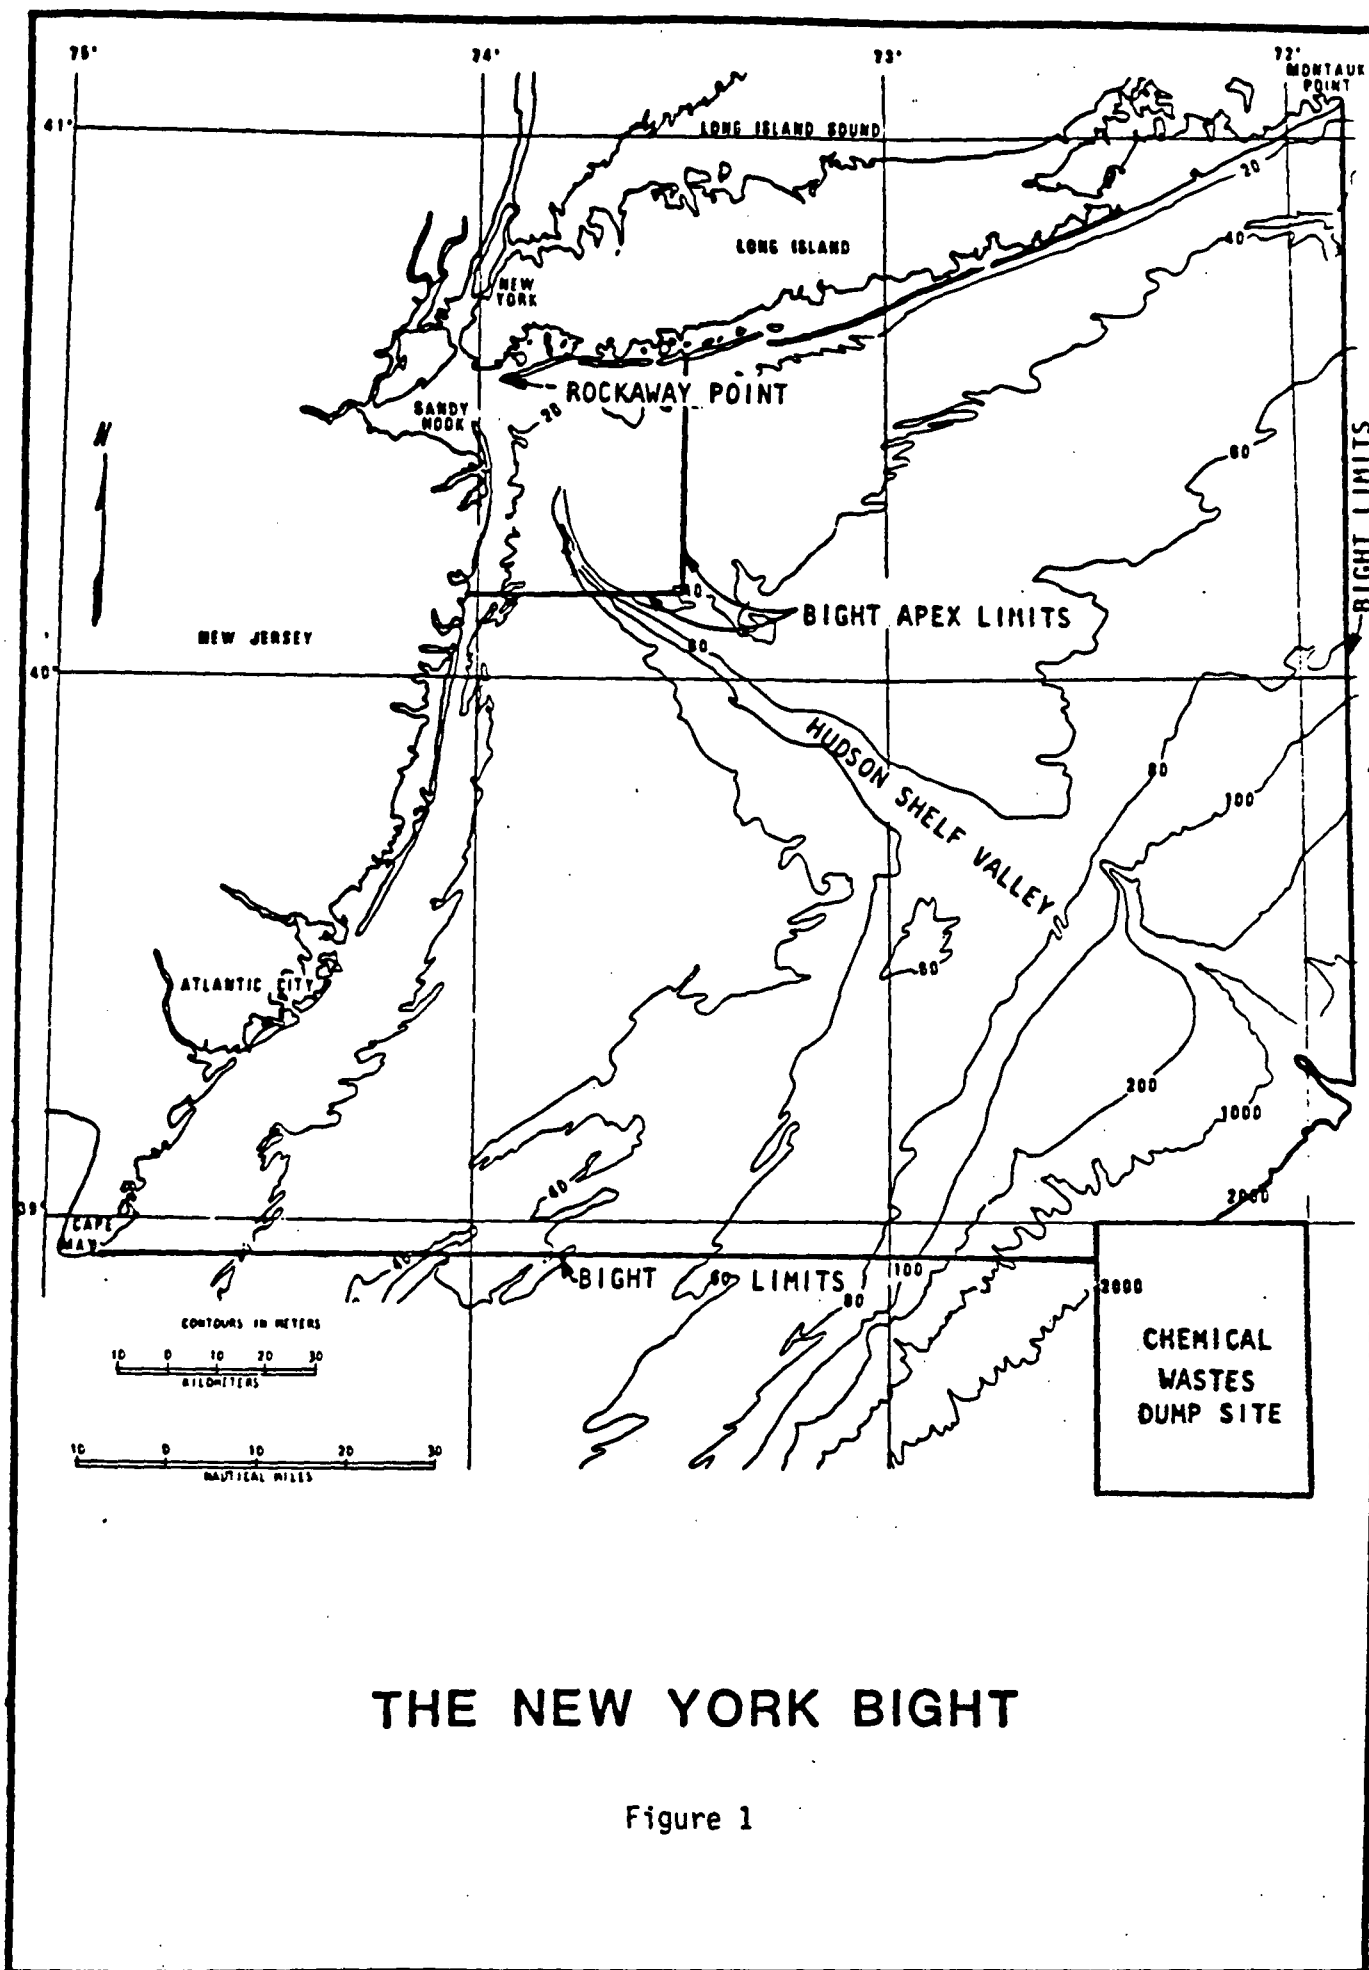 75° 74° 73° 72°
MONTAUK
POINT
41°
LONG ISLAND SOUND
20
LONG ISLAND
40
NEW
YORK
ROCKAWAY POINT
SANDY
HOOK
20
N
60
BIGHT LIMITS
BIGHT APEX LIMITS
NEW JERSEY
60
40°
HUDSON SHELF VALLEY
80
100
60
ATLANTIC CITY
200
1000
40
2000
39°
CAPE
MAY
40
BIGHT LIMITS
60
80
100
2000
CONTOURS IN METERS
10 0 10 20 30
KILOMETERS
CHEMICAL
WASTES
DUMP SITE
10 0 10 20 30
NAUTICAL MILES
THE NEW YORK BIGHT
Figure 1